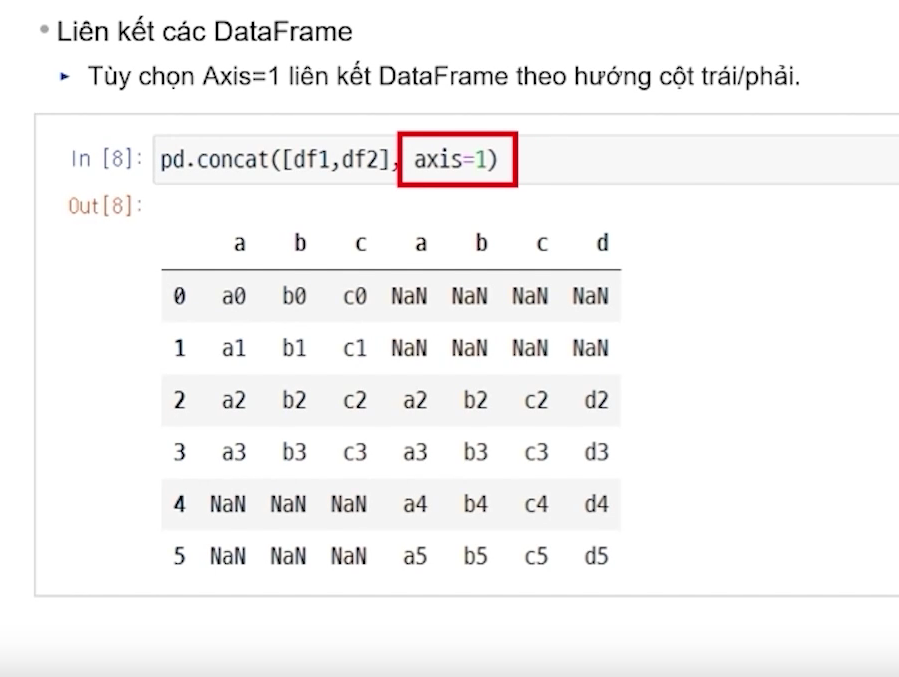 • Liên kết các DataFrame
▸ Tùy chọn Axis=1 liên kết DataFrame theo hướng cột trái/phải.
In [8]: pd.concat([df1,df2], axis=1)
Out[8]:
a b c a b c d
0 a0 b0 c0 NaN NaN NaN NaN
1 a1 b1 c1 NaN NaN NaN NaN
2 a2 b2 c2 a2 b2 c2 d2
3 a3 b3 c3 a3 b3 c3 d3
4 NaN NaN NaN a4 b4 c4 d4
5 NaN NaN NaN a5 b5 c5 d5